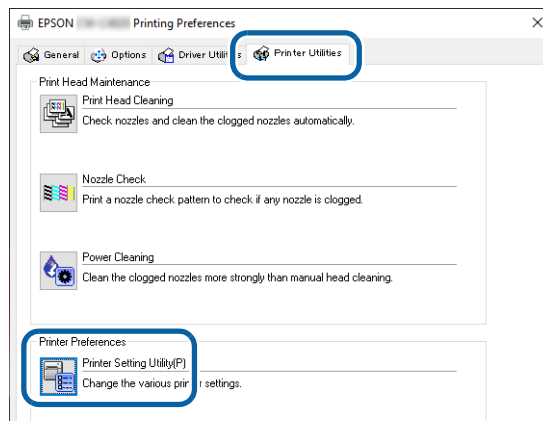 EPSON Printing Preferences
General Options Driver Utilities Printer Utilities
Print Head Maintenance
Print Head Cleaning
Check nozzles and clean the clogged nozzles automatically.
Nozzle Check
Print a nozzle check pattern to check if any nozzle is clogged.
Power Cleaning
Clean the clogged nozzles more strongly than manual head cleaning.
Printer Preferences
Printer Setting Utility(P)
Change the various printer settings.